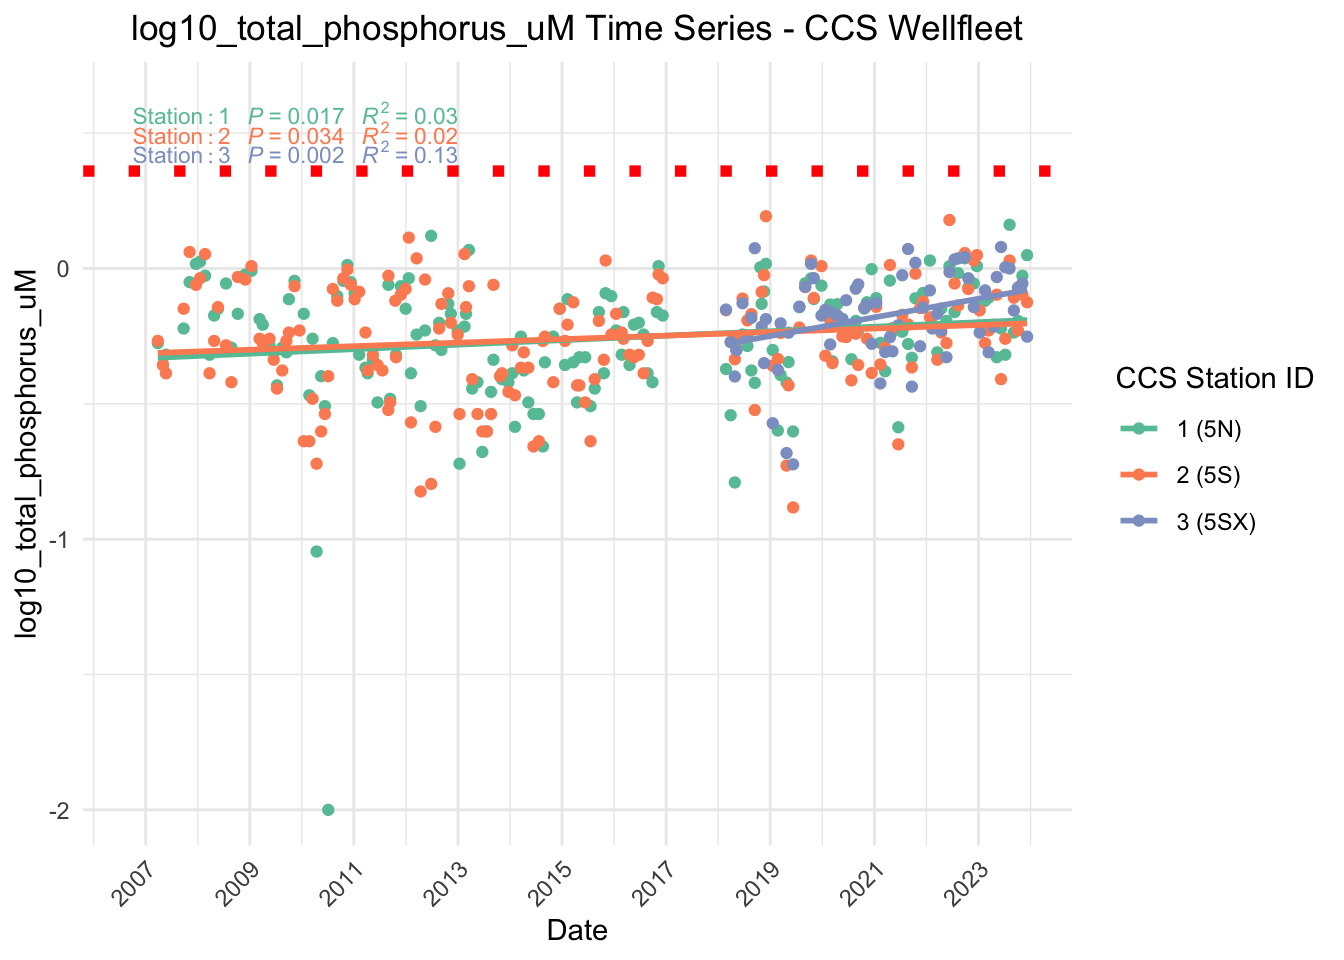 log10_total_phosphorus_uM Time Series - CCS Wellfleet
Station : 1 P = 0.017 R² = 0.03
Station : 2 P = 0.034 R² = 0.02
Station : 3 P = 0.002 R² = 0.13
0
-1
-2
log10_total_phosphorus_uM
2007
2009
2011
2013
2015
2017
2019
2021
2023
Date
CCS Station ID
1 (5N)
2 (5S)
3 (5SX)